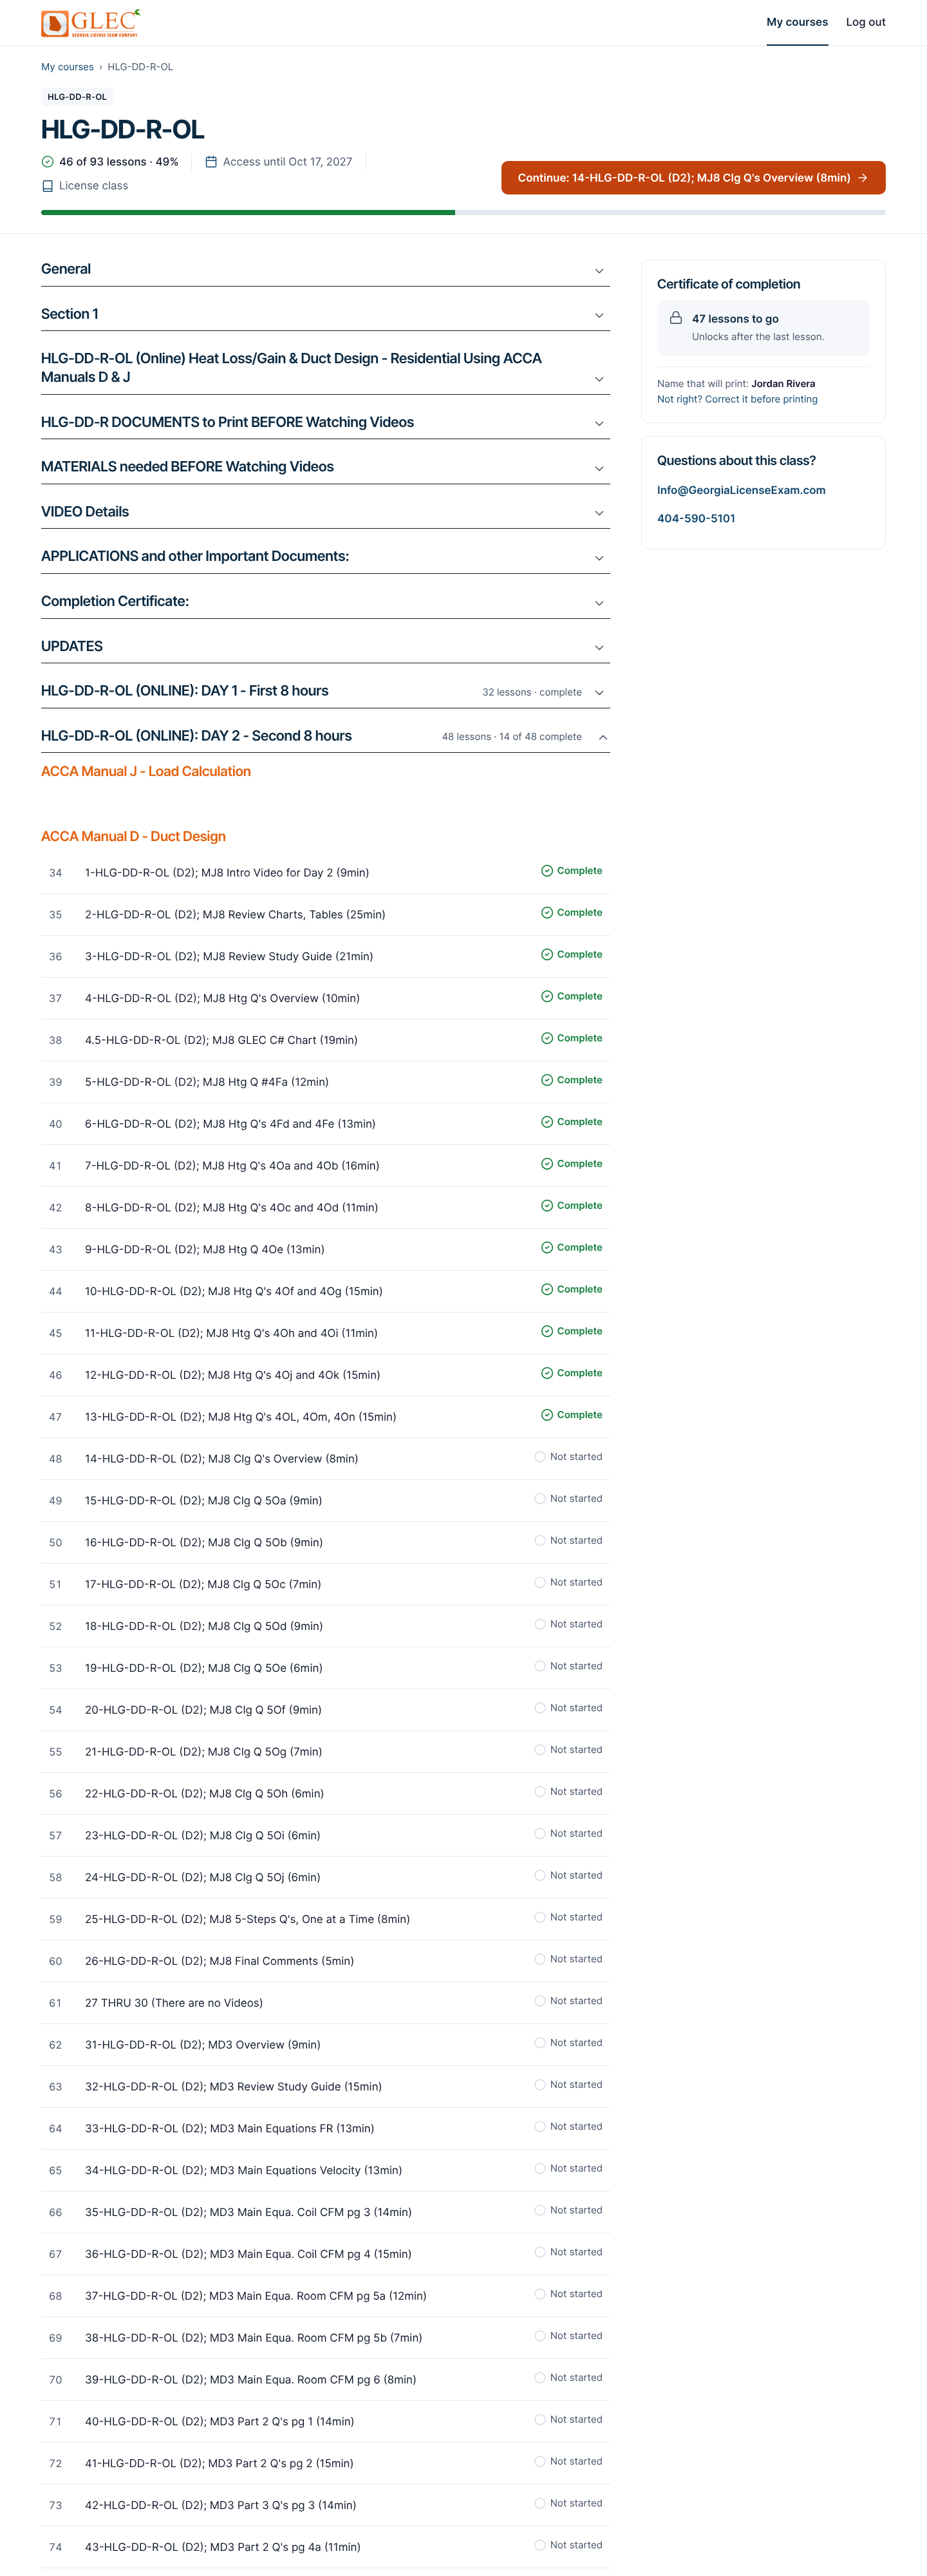 GLEC
GEORGIA LICENSE EXAM COMPANY
My courses
Log out
My courses › HLG-DD-R-OL
HLG-DD-R-OL
HLG-DD-R-OL
46 of 93 lessons · 49%
Access until Oct 17, 2027
License class
Continue: 14-HLG-DD-R-OL (D2); MJ8 Clg Q's Overview (8min) →
General
Section 1
HLG-DD-R-OL (Online) Heat Loss/Gain & Duct Design - Residential Using ACCA
Manuals D & J
HLG-DD-R DOCUMENTS to Print BEFORE Watching Videos
MATERIALS needed BEFORE Watching Videos
VIDEO Details
APPLICATIONS and other Important Documents:
Completion Certificate:
UPDATES
HLG-DD-R-OL (ONLINE): DAY 1 - First 8 hours 32 lessons · complete
HLG-DD-R-OL (ONLINE): DAY 2 - Second 8 hours 48 lessons · 14 of 48 complete
ACCA Manual J - Load Calculation
ACCA Manual D - Duct Design
34 1-HLG-DD-R-OL (D2); MJ8 Intro Video for Day 2 (9min) Complete
35 2-HLG-DD-R-OL (D2); MJ8 Review Charts, Tables (25min) Complete
36 3-HLG-DD-R-OL (D2); MJ8 Review Study Guide (21min) Complete
37 4-HLG-DD-R-OL (D2); MJ8 Htg Q's Overview (10min) Complete
38 4.5-HLG-DD-R-OL (D2); MJ8 GLEC C# Chart (19min) Complete
39 5-HLG-DD-R-OL (D2); MJ8 Htg Q #4Fa (12min) Complete
40 6-HLG-DD-R-OL (D2); MJ8 Htg Q's 4Fd and 4Fe (13min) Complete
41 7-HLG-DD-R-OL (D2); MJ8 Htg Q's 4Oa and 4Ob (16min) Complete
42 8-HLG-DD-R-OL (D2); MJ8 Htg Q's 4Oc and 4Od (11min) Complete
43 9-HLG-DD-R-OL (D2); MJ8 Htg Q 4Oe (13min) Complete
44 10-HLG-DD-R-OL (D2); MJ8 Htg Q's 4Of and 4Og (15min) Complete
45 11-HLG-DD-R-OL (D2); MJ8 Htg Q's 4Oh and 4Oi (11min) Complete
46 12-HLG-DD-R-OL (D2); MJ8 Htg Q's 4Oj and 4Ok (15min) Complete
47 13-HLG-DD-R-OL (D2); MJ8 Htg Q's 4OL, 4Om, 4On (15min) Complete
48 14-HLG-DD-R-OL (D2); MJ8 Clg Q's Overview (8min) Not started
49 15-HLG-DD-R-OL (D2); MJ8 Clg Q 5Oa (9min) Not started
50 16-HLG-DD-R-OL (D2); MJ8 Clg Q 5Ob (9min) Not started
51 17-HLG-DD-R-OL (D2); MJ8 Clg Q 5Oc (7min) Not started
52 18-HLG-DD-R-OL (D2); MJ8 Clg Q 5Od (9min) Not started
53 19-HLG-DD-R-OL (D2); MJ8 Clg Q 5Oe (6min) Not started
54 20-HLG-DD-R-OL (D2); MJ8 Clg Q 5Of (9min) Not started
55 21-HLG-DD-R-OL (D2); MJ8 Clg Q 5Og (7min) Not started
56 22-HLG-DD-R-OL (D2); MJ8 Clg Q 5Oh (6min) Not started
57 23-HLG-DD-R-OL (D2); MJ8 Clg Q 5Oi (6min) Not started
58 24-HLG-DD-R-OL (D2); MJ8 Clg Q 5Oj (6min) Not started
59 25-HLG-DD-R-OL (D2); MJ8 5-Steps Q's, One at a Time (8min) Not started
60 26-HLG-DD-R-OL (D2); MJ8 Final Comments (5min) Not started
61 27 THRU 30 (There are no Videos) Not started
62 31-HLG-DD-R-OL (D2); MD3 Overview (9min) Not started
63 32-HLG-DD-R-OL (D2); MD3 Review Study Guide (15min) Not started
64 33-HLG-DD-R-OL (D2); MD3 Main Equations FR (13min) Not started
65 34-HLG-DD-R-OL (D2); MD3 Main Equations Velocity (13min) Not started
66 35-HLG-DD-R-OL (D2); MD3 Main Equa. Coil CFM pg 3 (14min) Not started
67 36-HLG-DD-R-OL (D2); MD3 Main Equa. Coil CFM pg 4 (15min) Not started
68 37-HLG-DD-R-OL (D2); MD3 Main Equa. Room CFM pg 5a (12min) Not started
69 38-HLG-DD-R-OL (D2); MD3 Main Equa. Room CFM pg 5b (7min) Not started
70 39-HLG-DD-R-OL (D2); MD3 Main Equa. Room CFM pg 6 (8min) Not started
71 40-HLG-DD-R-OL (D2); MD3 Part 2 Q's pg 1 (14min) Not started
72 41-HLG-DD-R-OL (D2); MD3 Part 2 Q's pg 2 (15min) Not started
73 42-HLG-DD-R-OL (D2); MD3 Part 3 Q's pg 3 (14min) Not started
74 43-HLG-DD-R-OL (D2); MD3 Part 2 Q's pg 4a (11min) Not started
Certificate of completion
47 lessons to go
Unlocks after the last lesson.
Name that will print: Jordan Rivera
Not right? Correct it before printing
Questions about this class?
Info@GeorgiaLicenseExam.com
404-590-5101